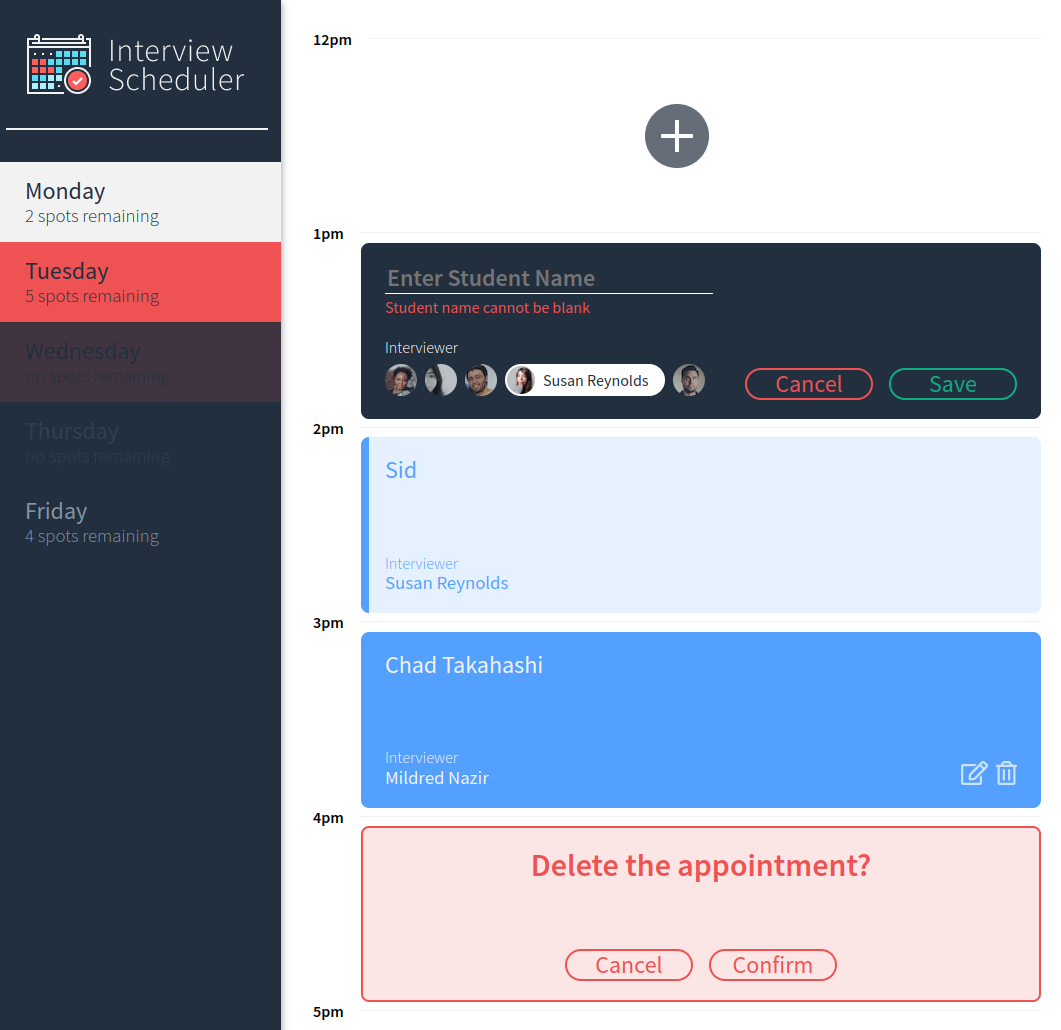 Interview
Scheduler
Monday
2 spots remaining
Tuesday
5 spots remaining
Wednesday
no spots remaining
Thursday
no spots remaining
Friday
4 spots remaining
12pm
1pm
Enter Student Name
Student name cannot be blank
Interviewer
Susan Reynolds
Cancel
Save
2pm
Sid
Interviewer
Susan Reynolds
3pm
Chad Takahashi
Interviewer
Mildred Nazir
4pm
Delete the appointment?
Cancel
Confirm
5pm